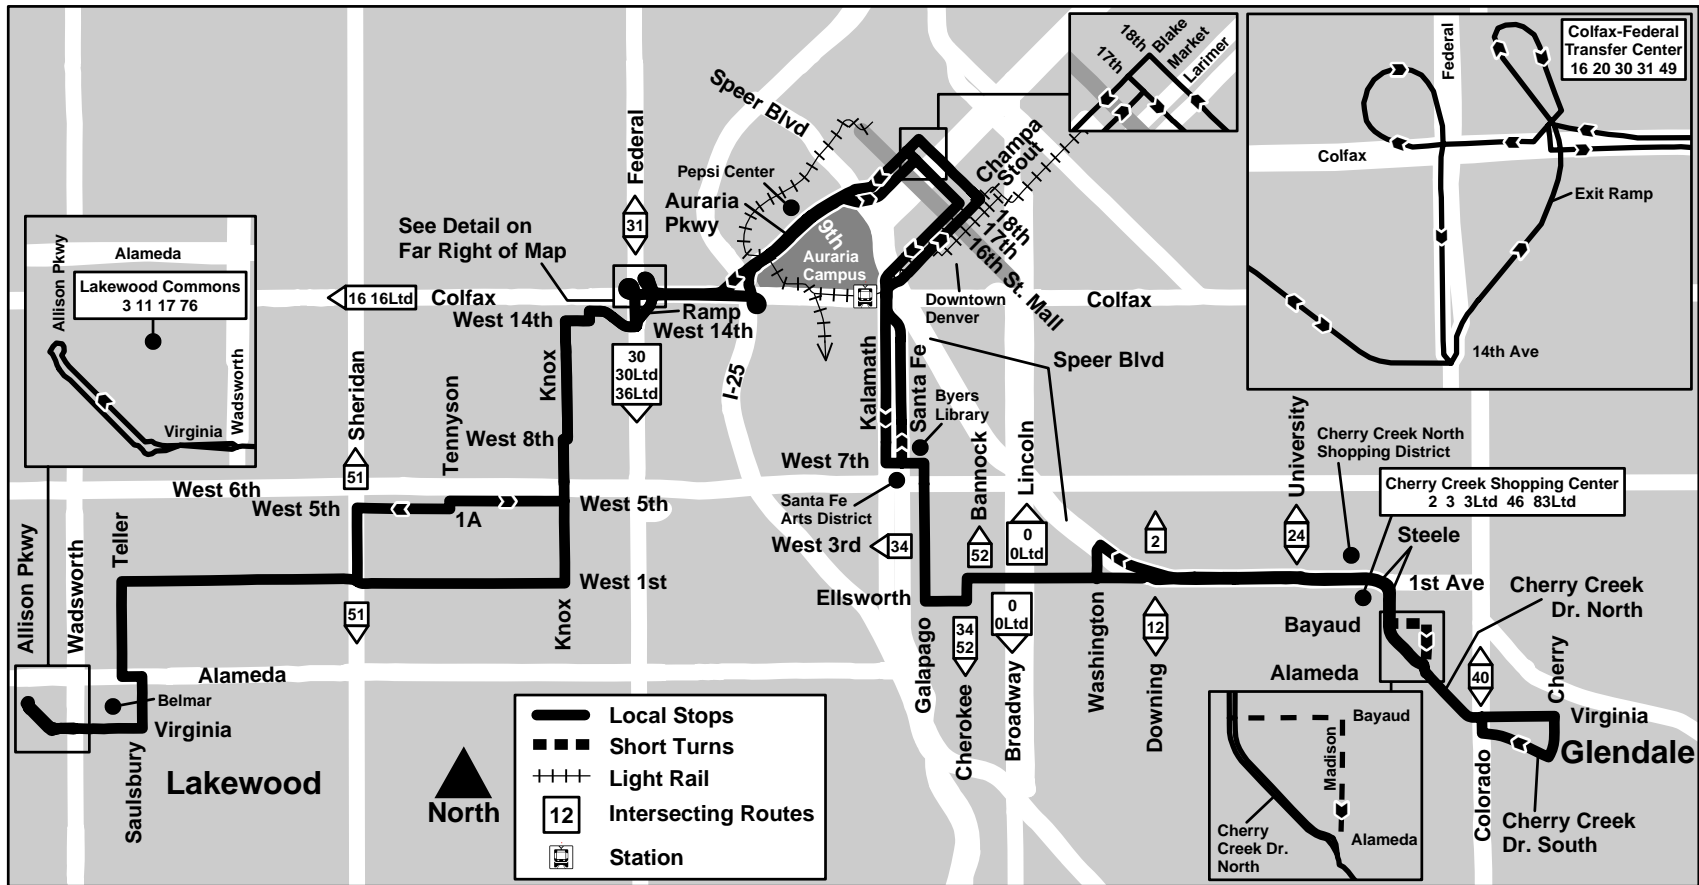 Speer Blvd
Federal
Pepsi Center
Auraria
Pkwy
See Detail on
Far Right of Map
31
9th
Auraria
Campus
Champa
Stout
18th
17th
16th St. Mall
Downtown
Denver
18th
17th
Blake
Market
Larimer
Colfax-Federal
Transfer Center
16 20 30 31 49
Federal
Colfax
Exit Ramp
14th Ave
Allison Pkwy
Alameda
Lakewood Commons
3 11 17 76
Wadsworth
Virginia
16 16Ltd
Colfax
West 14th
Ramp
West 14th
Colfax
Speer Blvd
30
30Ltd
36Ltd
I-25
Kalamath
Santa Fe
Byers
Library
Knox
Sheridan
51
Tennyson
West 8th
West 7th
West 6th
West 5th
1A
West 5th
Santa Fe
Arts District
West 3rd
34
Bannock
52
Lincoln
0
0Ltd
2
University
24
Cherry Creek North
Shopping District
Cherry Creek Shopping Center
2 3 3Ltd 46 83Ltd
Steele
1st Ave
Cherry Creek
Dr. North
Allison Pkwy
Wadsworth
Teller
West 1st
51
Knox
Ellsworth
Galapago
34
52
Cherokee
0
0Ltd
Broadway
Washington
12
Downing
Bayaud
Alameda
40
Cherry
Virginia
Glendale
Colorado
Cherry Creek
Dr. South
Alameda
Belmar
Virginia
Saulsbury
Lakewood
North
Local Stops
Short Turns
Light Rail
12
Intersecting Routes
Station
Bayaud
Madison
Alameda
Cherry
Creek Dr.
North